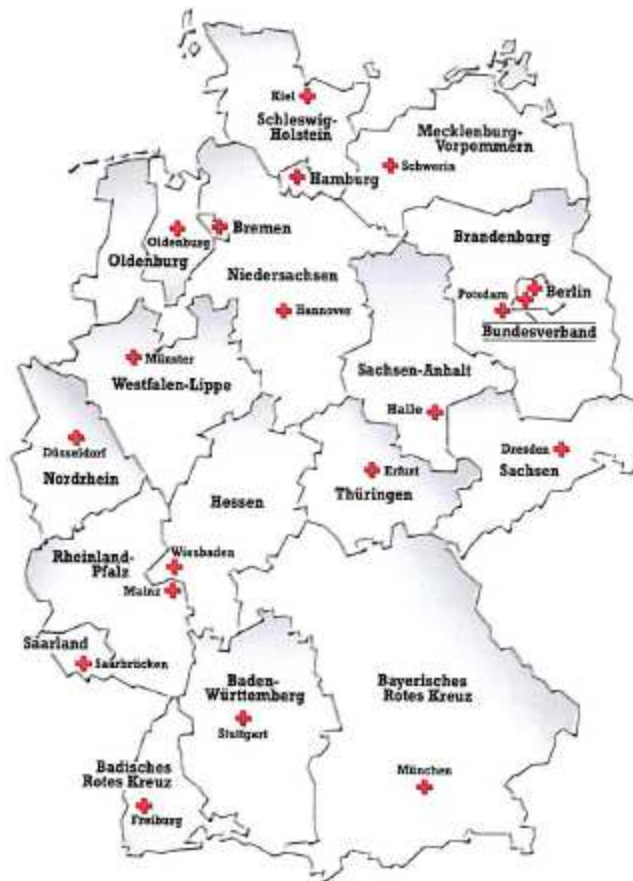 Kiel
Schleswig-
Holstein
Mecklenburg-
Vorpommern
Schwerin
Hamburg
Bremen
Oldenburg
Oldenburg
Brandenburg
Niedersachsen
Berlin
Potsdam
Hannover
Bundesverband
Münster
Westfalen-Lippe
Sachsen-Anhalt
Halle
Düsseldorf
Nordrhein
Dresden
Sachsen
Erfurt
Thüringen
Hessen
Rheinland-
Pfalz
Wiesbaden
Mainz
Saarland
Saarbrücken
Baden-
Württemberg
Stuttgart
Bayerisches
Rotes Kreuz
Badisches
Rotes Kreuz
München
Freiburg